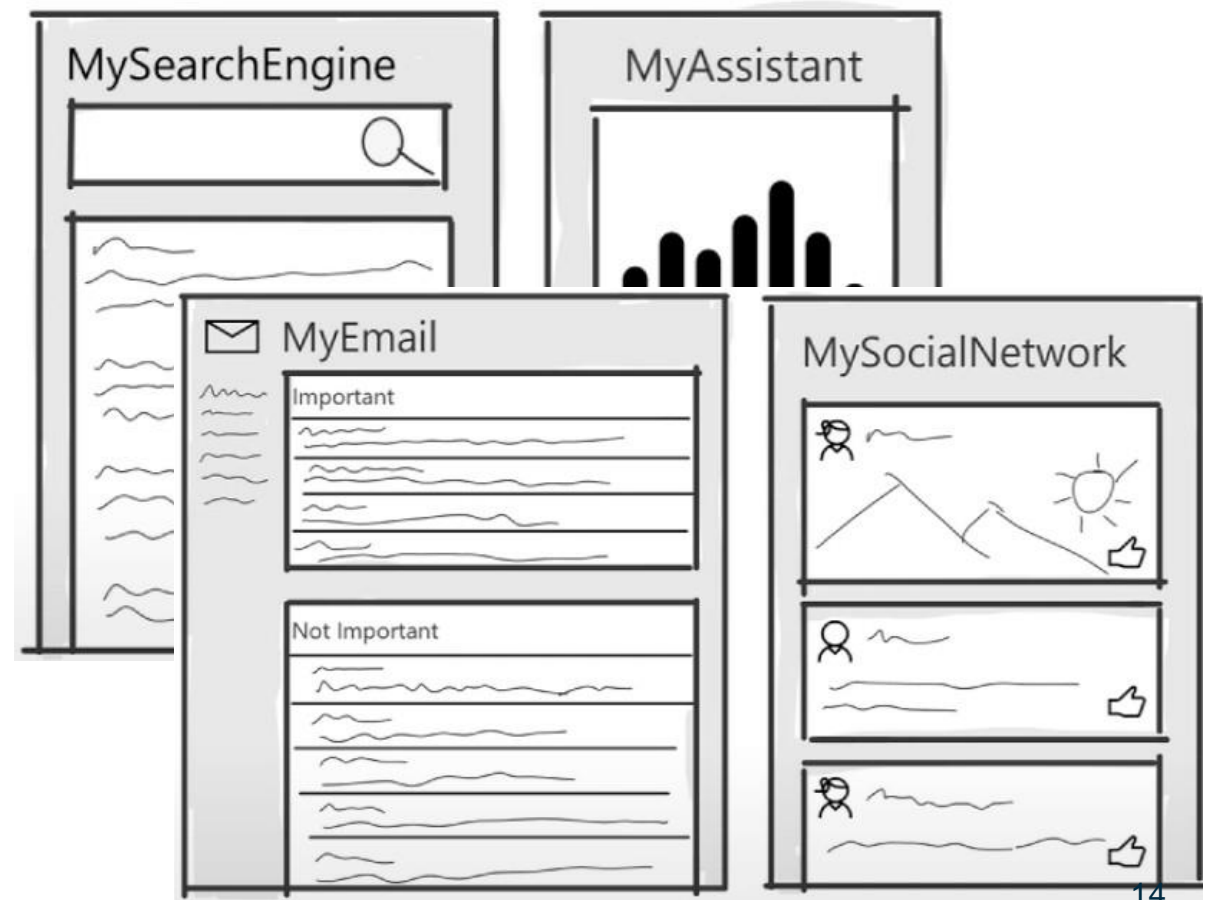 MySearchEngine
MyAssistant
MyEmail
Important
Not Important
MySocialNetwork
14